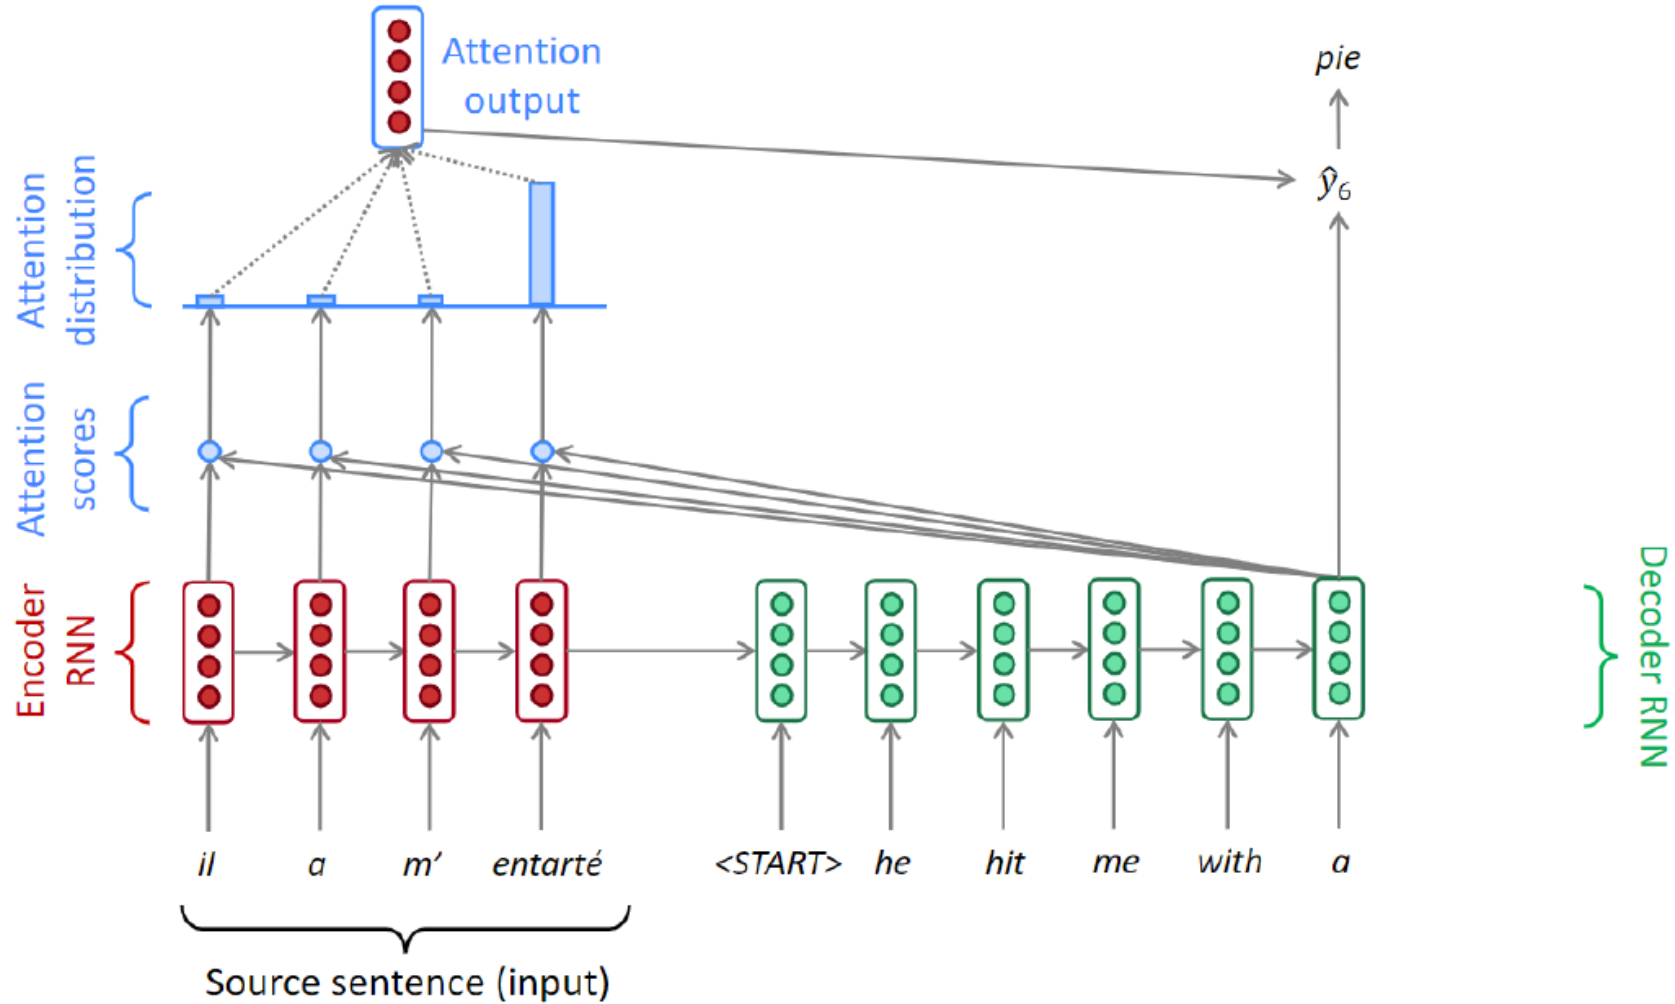 Attention
output
pie
ŷ₆
Attention
distribution
Attention
scores
Encoder
RNN
Decoder RNN
il a m’ entarté <START> he hit me with a
Source sentence (input)